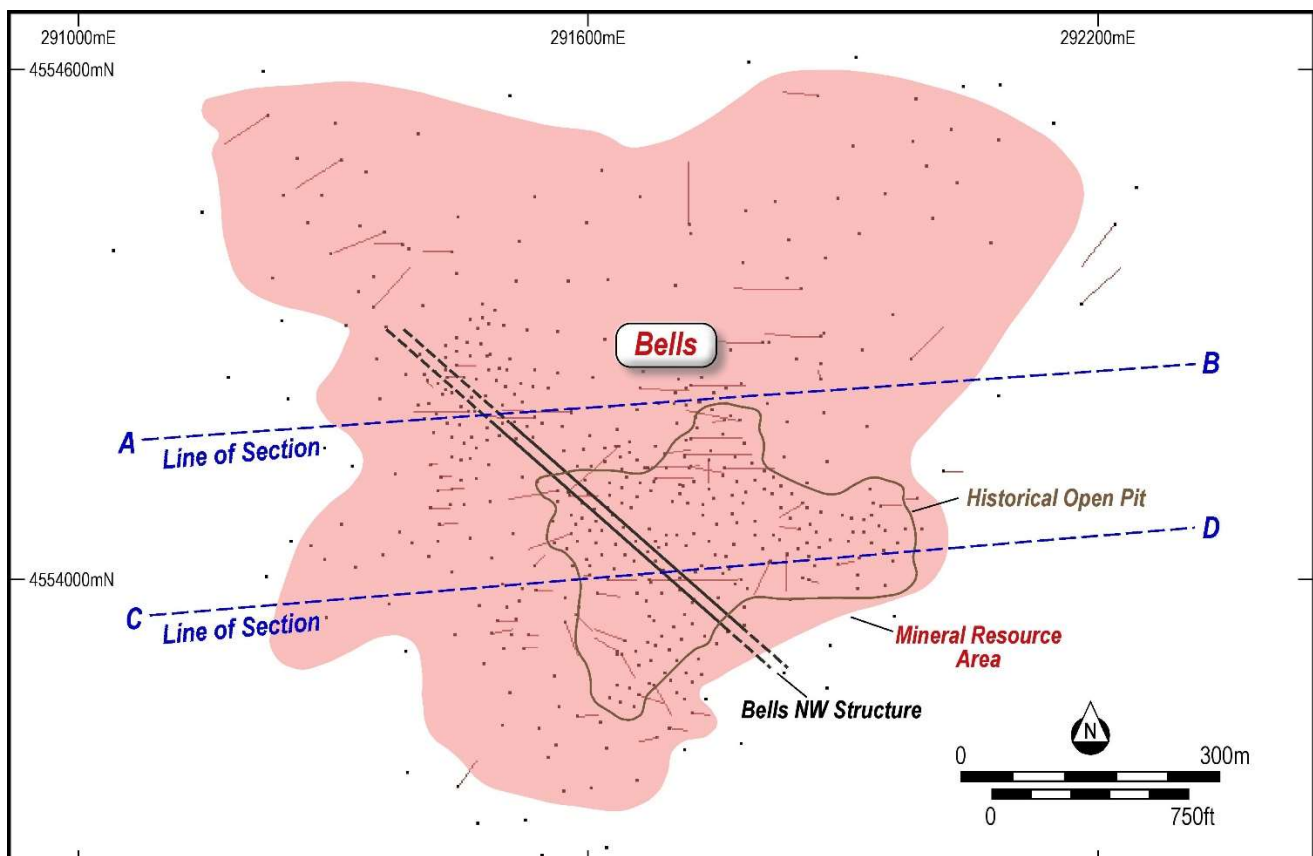 291000mE
291600mE
292200mE
4554600mN
Bells
B
A
Line of Section
Historical Open Pit
D
4554000mN
C
Line of Section
Mineral Resource
Area
Bells NW Structure
N
0
300m
0
750ft